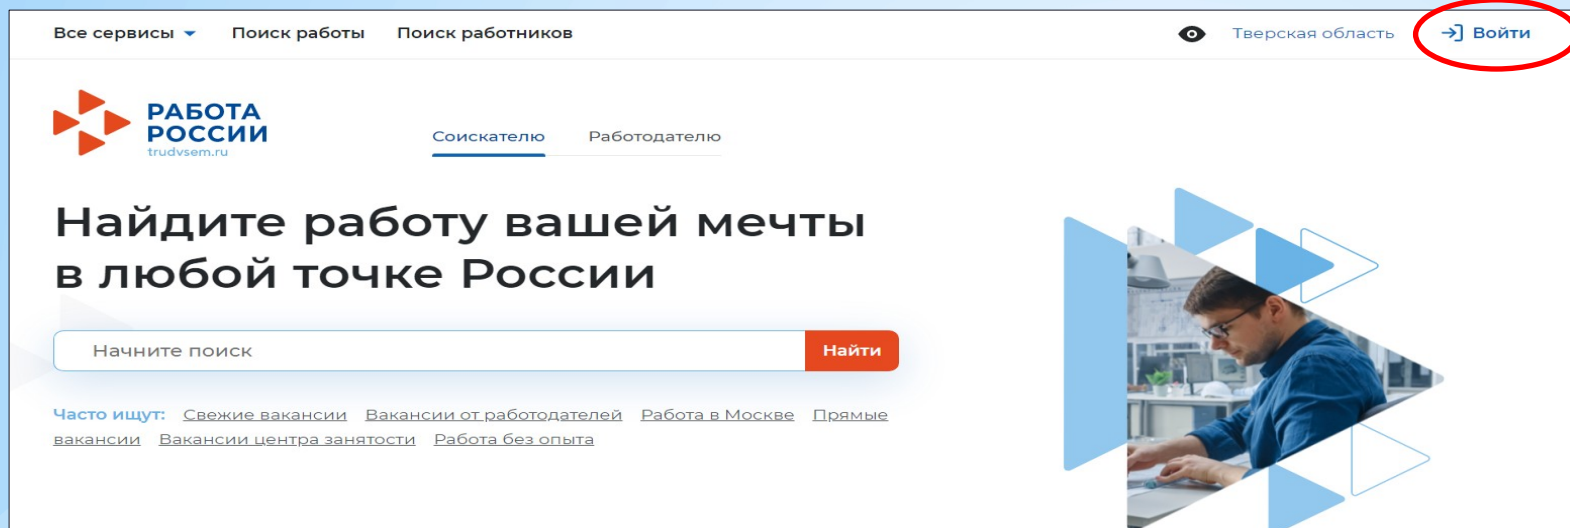 Все сервисы Поиск работы Поиск работников Тверская область Войти
РАБОТА
РОССИИ
trudvsem.ru
Соискателю Работодателю
Найдите работу вашей мечты
в любой точке России
Начните поиск Найти
Часто ищут: Свежие вакансии Вакансии от работодателей Работа в Москве Прямые
вакансии Вакансии центра занятости Работа без опыта